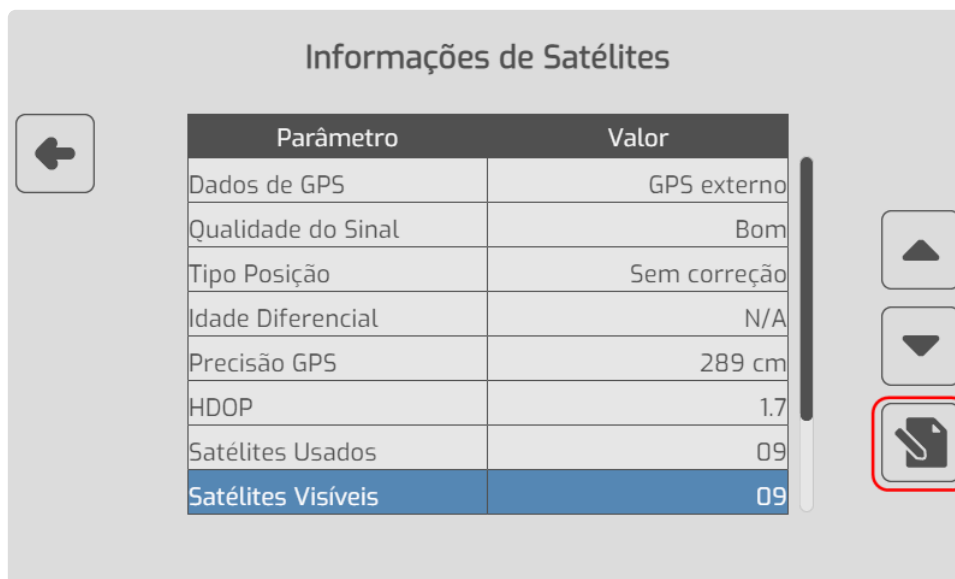 Informações de Satélites
Parâmetro Valor
Dados de GPS GPS externo
Qualidade do Sinal Bom
Tipo Posição Sem correção
Idade Diferencial N/A
Precisão GPS 289 cm
HDOP 1.7
Satélites Usados 09
Satélites Visíveis 09